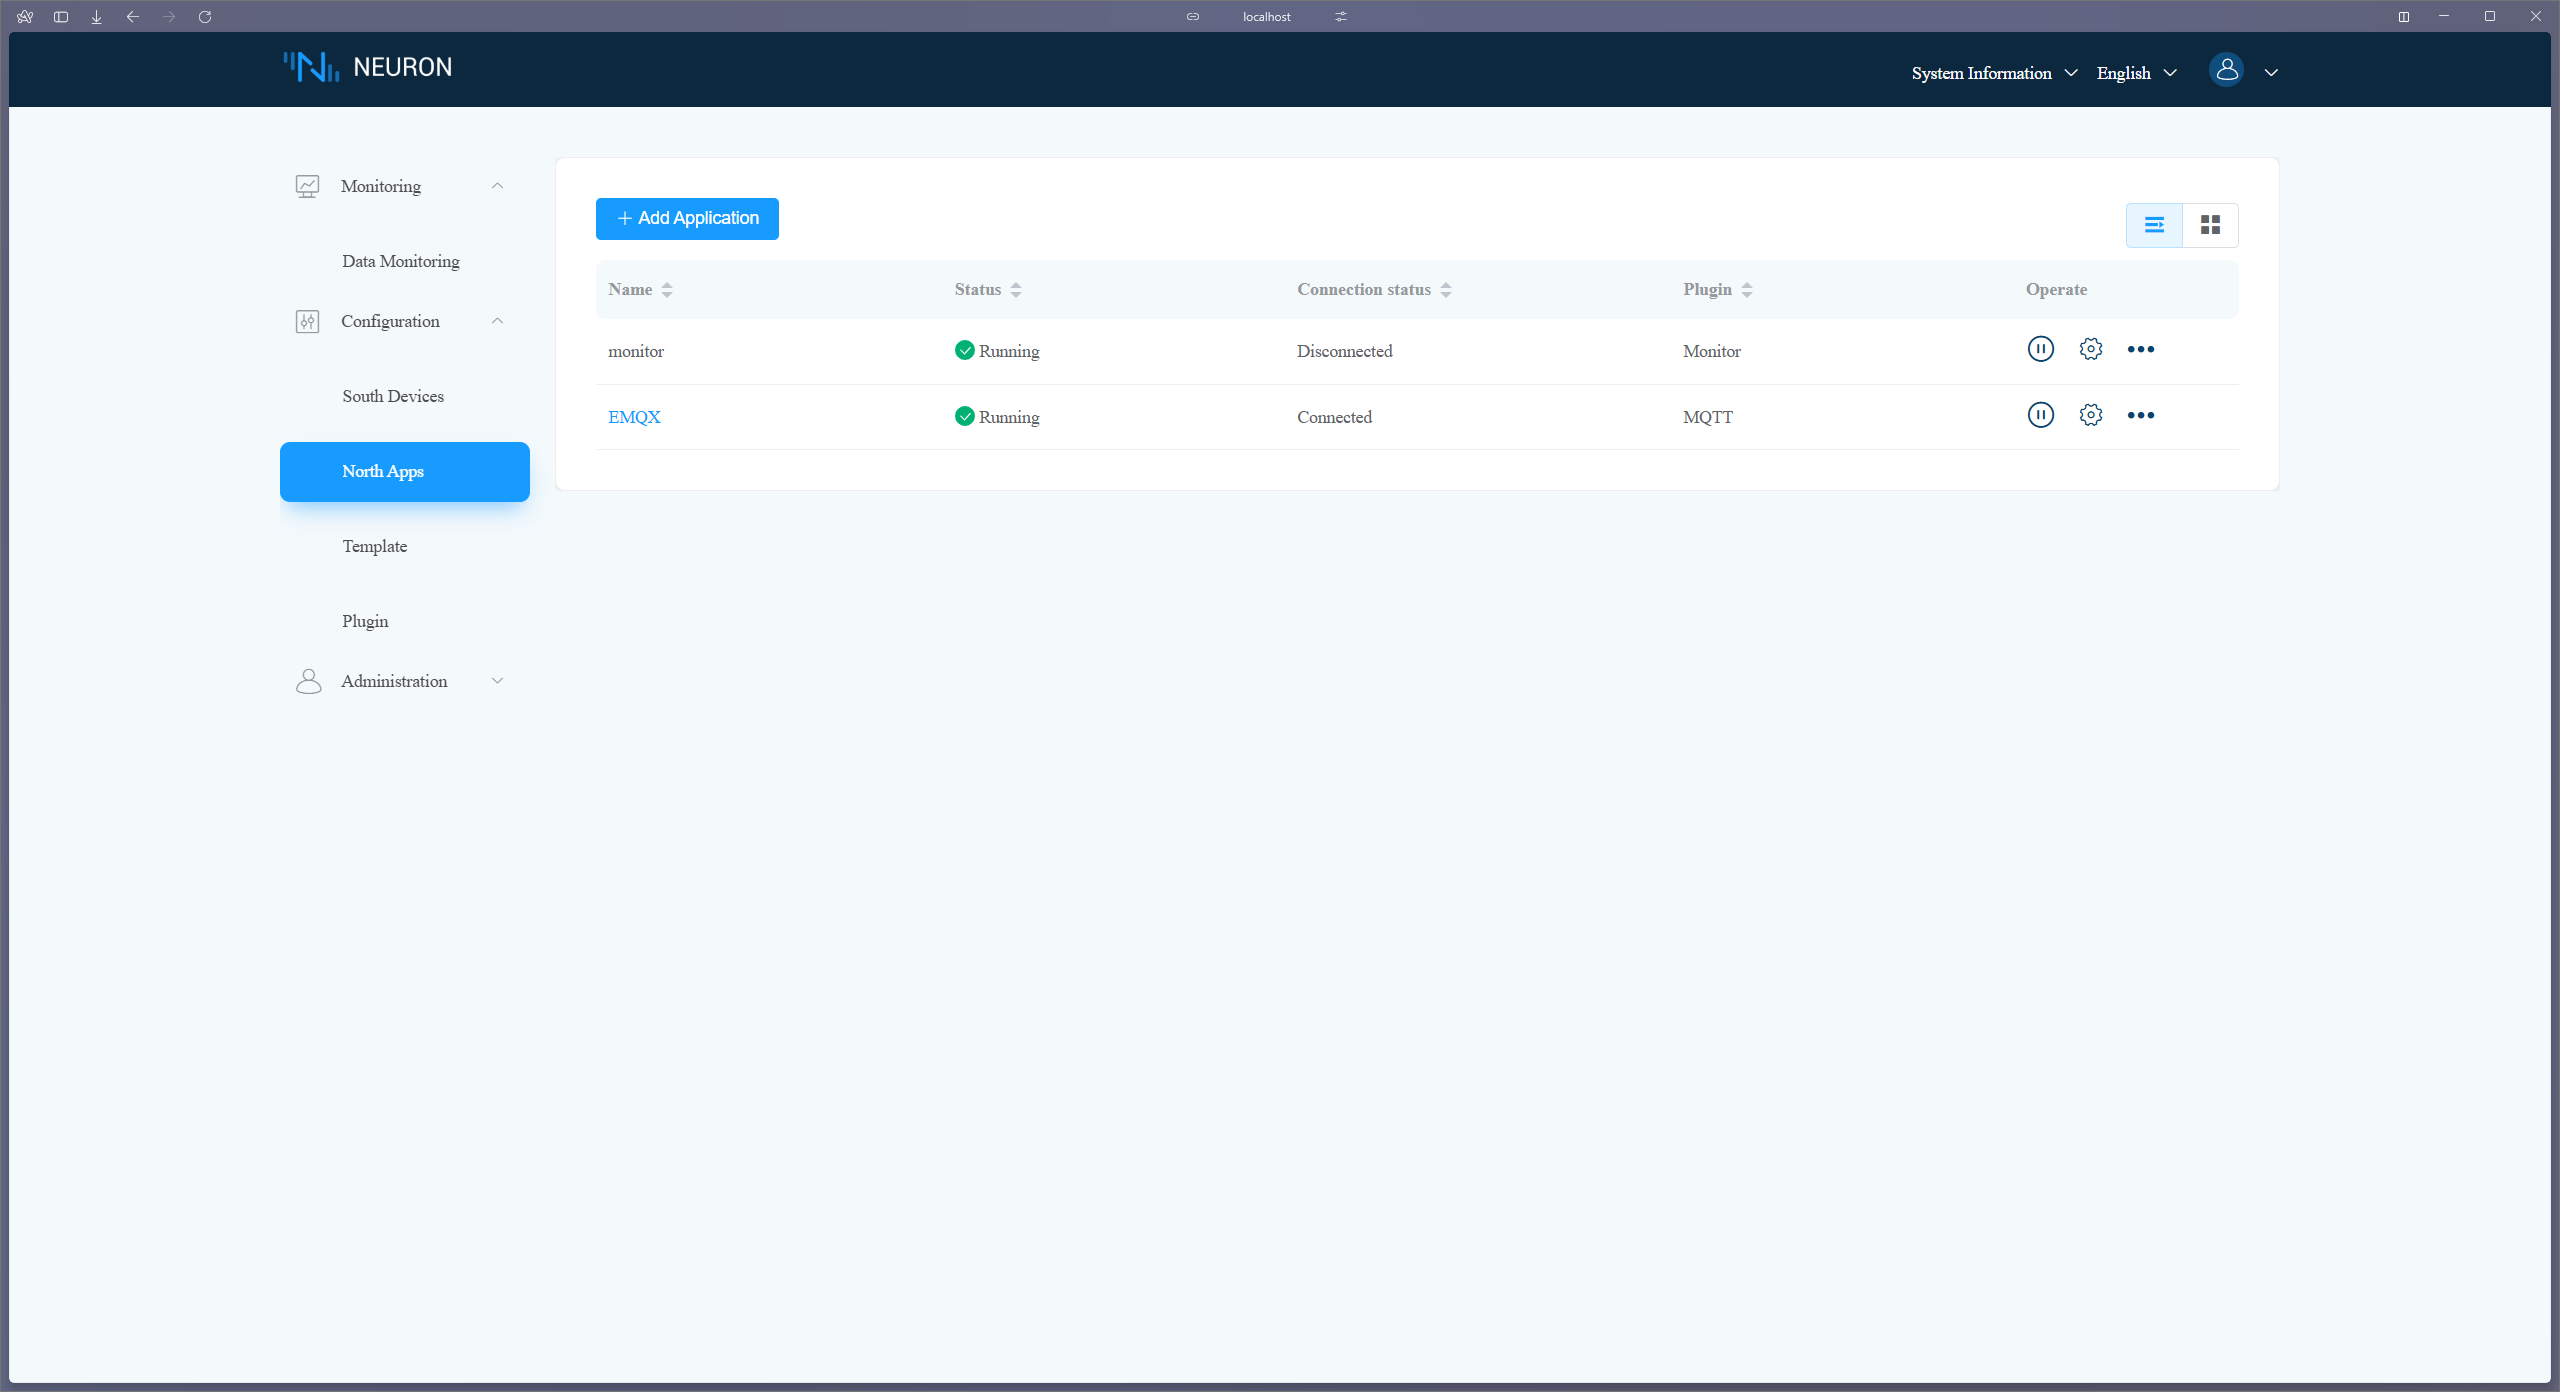 localhost
NEURON
System Information
English
Monitoring
Data Monitoring
Configuration
South Devices
North Apps
Template
Plugin
Administration
Add Application
Name Status Connection status Plugin Operate
monitor Running Disconnected Monitor
EMQX Running Connected MQTT